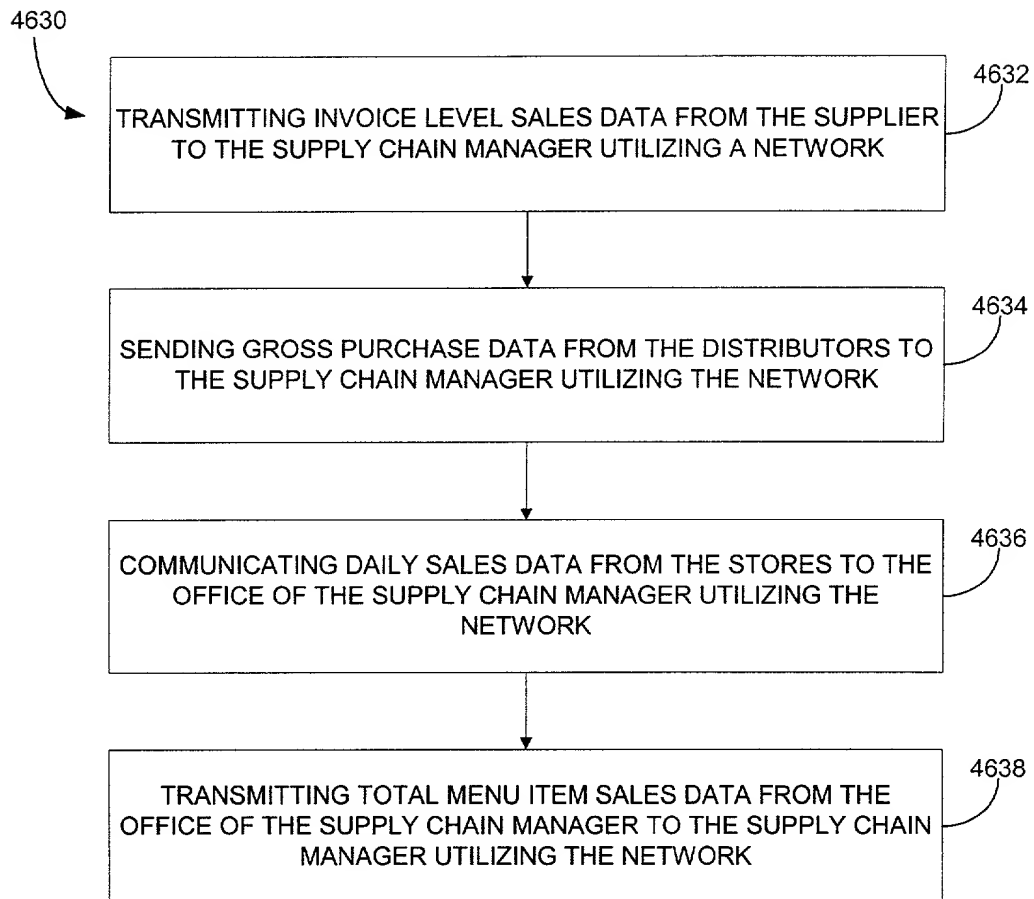 4630
4632
TRANSMITTING INVOICE LEVEL SALES DATA FROM THE SUPPLIER
TO THE SUPPLY CHAIN MANAGER UTILIZING A NETWORK
4634
SENDING GROSS PURCHASE DATA FROM THE DISTRIBUTORS TO
THE SUPPLY CHAIN MANAGER UTILIZING THE NETWORK
4636
COMMUNICATING DAILY SALES DATA FROM THE STORES TO THE
OFFICE OF THE SUPPLY CHAIN MANAGER UTILIZING THE
NETWORK
4638
TRANSMITTING TOTAL MENU ITEM SALES DATA FROM THE
OFFICE OF THE SUPPLY CHAIN MANAGER TO THE SUPPLY CHAIN
MANAGER UTILIZING THE NETWORK